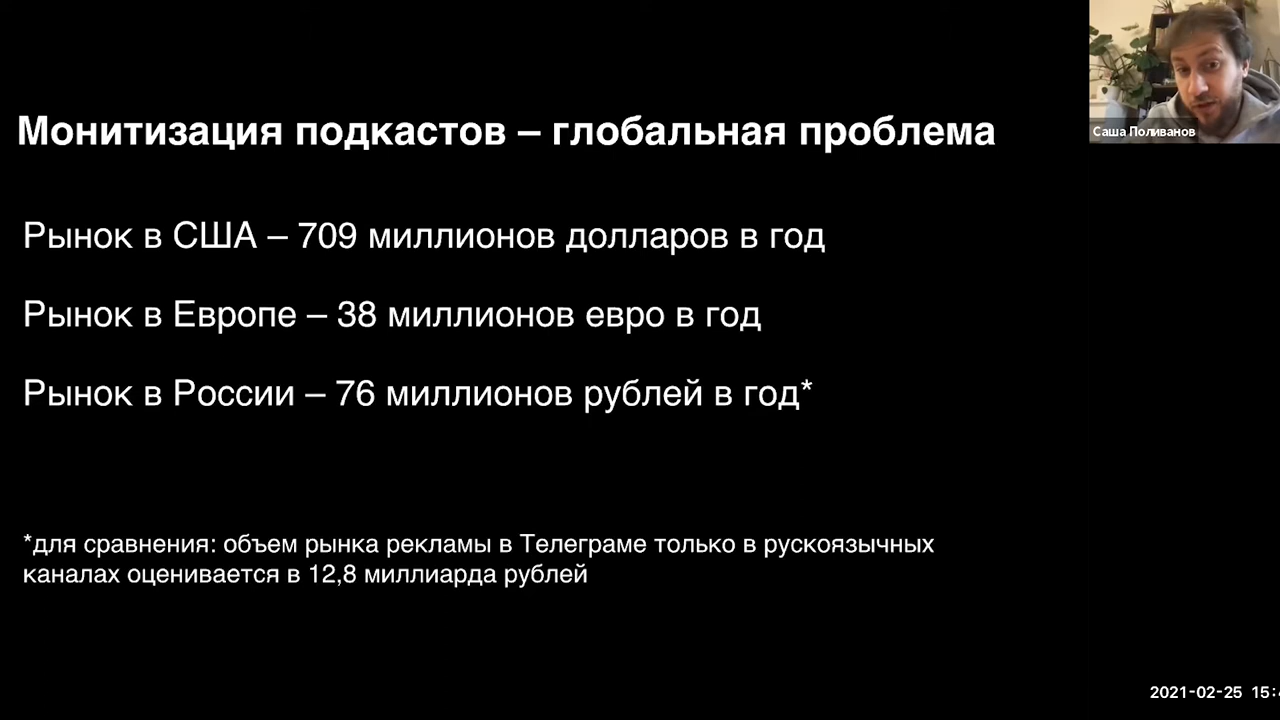 Монитизация подкастов – глобальная проблема
Саша Поливанов
Рынок в США – 709 миллионов долларов в год
Рынок в Европе – 38 миллионов евро в год
Рынок в России – 76 миллионов рублей в год*
*для сравнения: объем рынка рекламы в Телеграме только в рускоязычных
каналах оценивается в 12,8 миллиарда рублей
2021-02-25